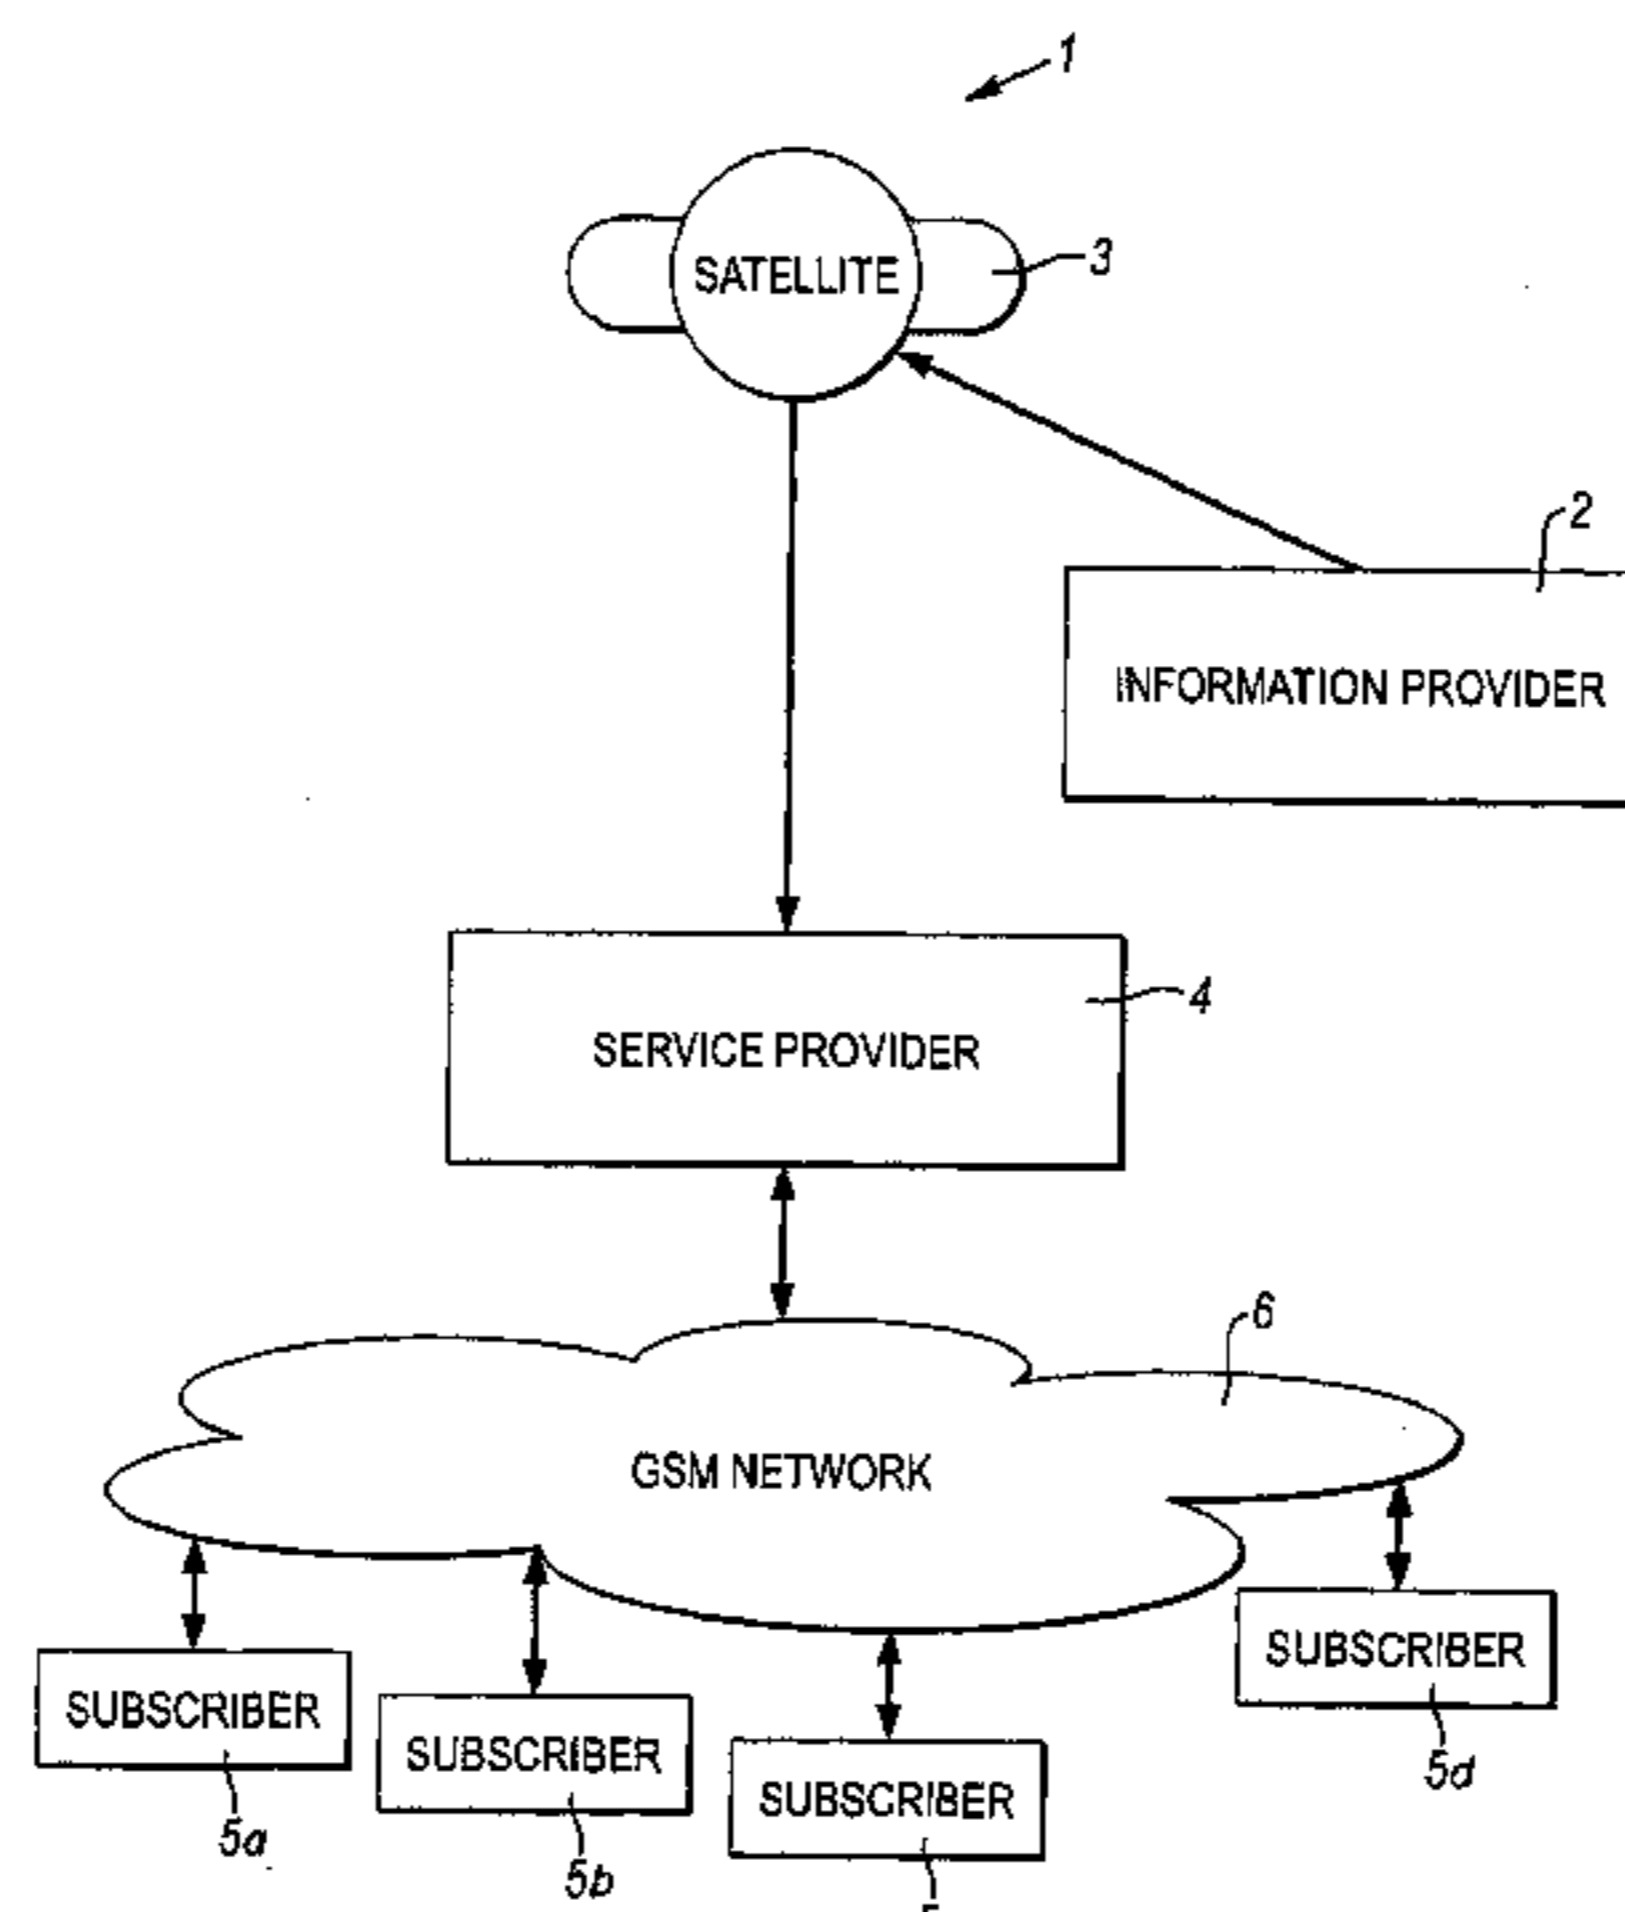 1
SATELLITE
3
2
INFORMATION PROVIDER
4
SERVICE PROVIDER
6
GSM NETWORK
SUBSCRIBER
SUBSCRIBER
SUBSCRIBER
SUBSCRIBER
5d
5a
5b